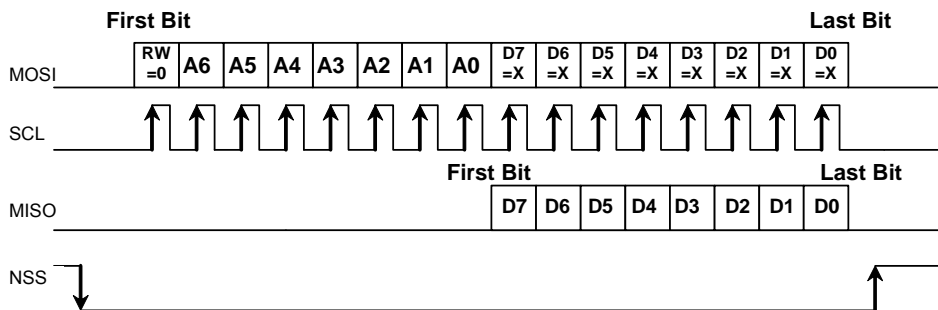 First Bit Last Bit
MOSI RW =0 A6 A5 A4 A3 A2 A1 A0 D7 =X D6 =X D5 =X D4 =X D3 =X D2 =X D1 =X D0 =X
SCL
First Bit Last Bit
MISO D7 D6 D5 D4 D3 D2 D1 D0
NSS